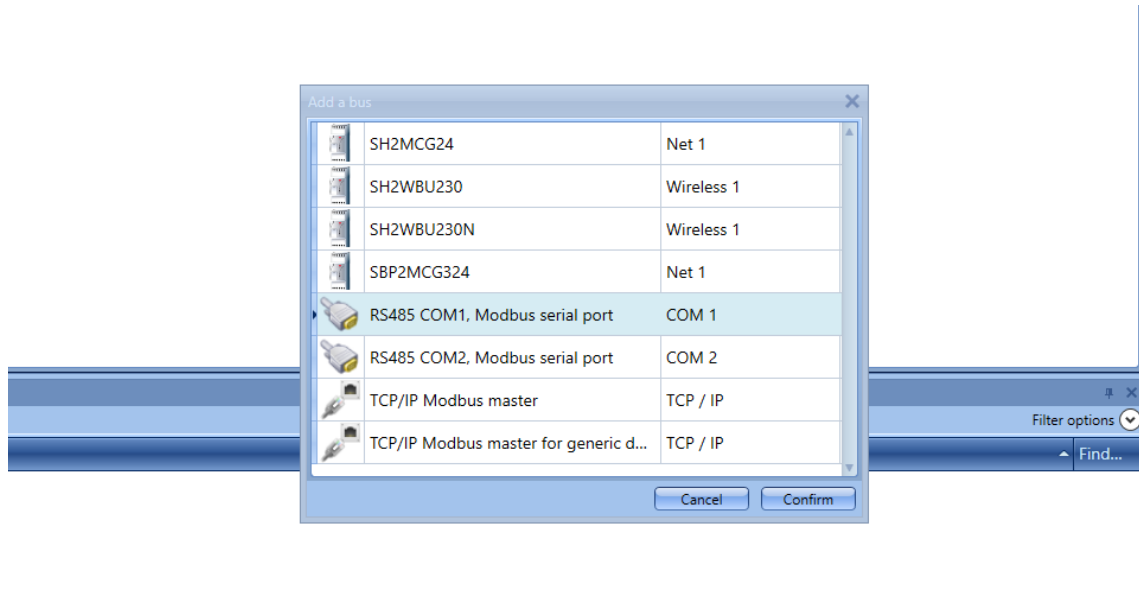 Add a bus
SH2MCG24 Net 1
SH2WBU230 Wireless 1
SH2WBU230N Wireless 1
SBP2MCG324 Net 1
RS485 COM1, Modbus serial port COM 1
RS485 COM2, Modbus serial port COM 2
TCP/IP Modbus master TCP / IP
TCP/IP Modbus master for generic d... TCP / IP
Cancel Confirm
Filter options
Find...